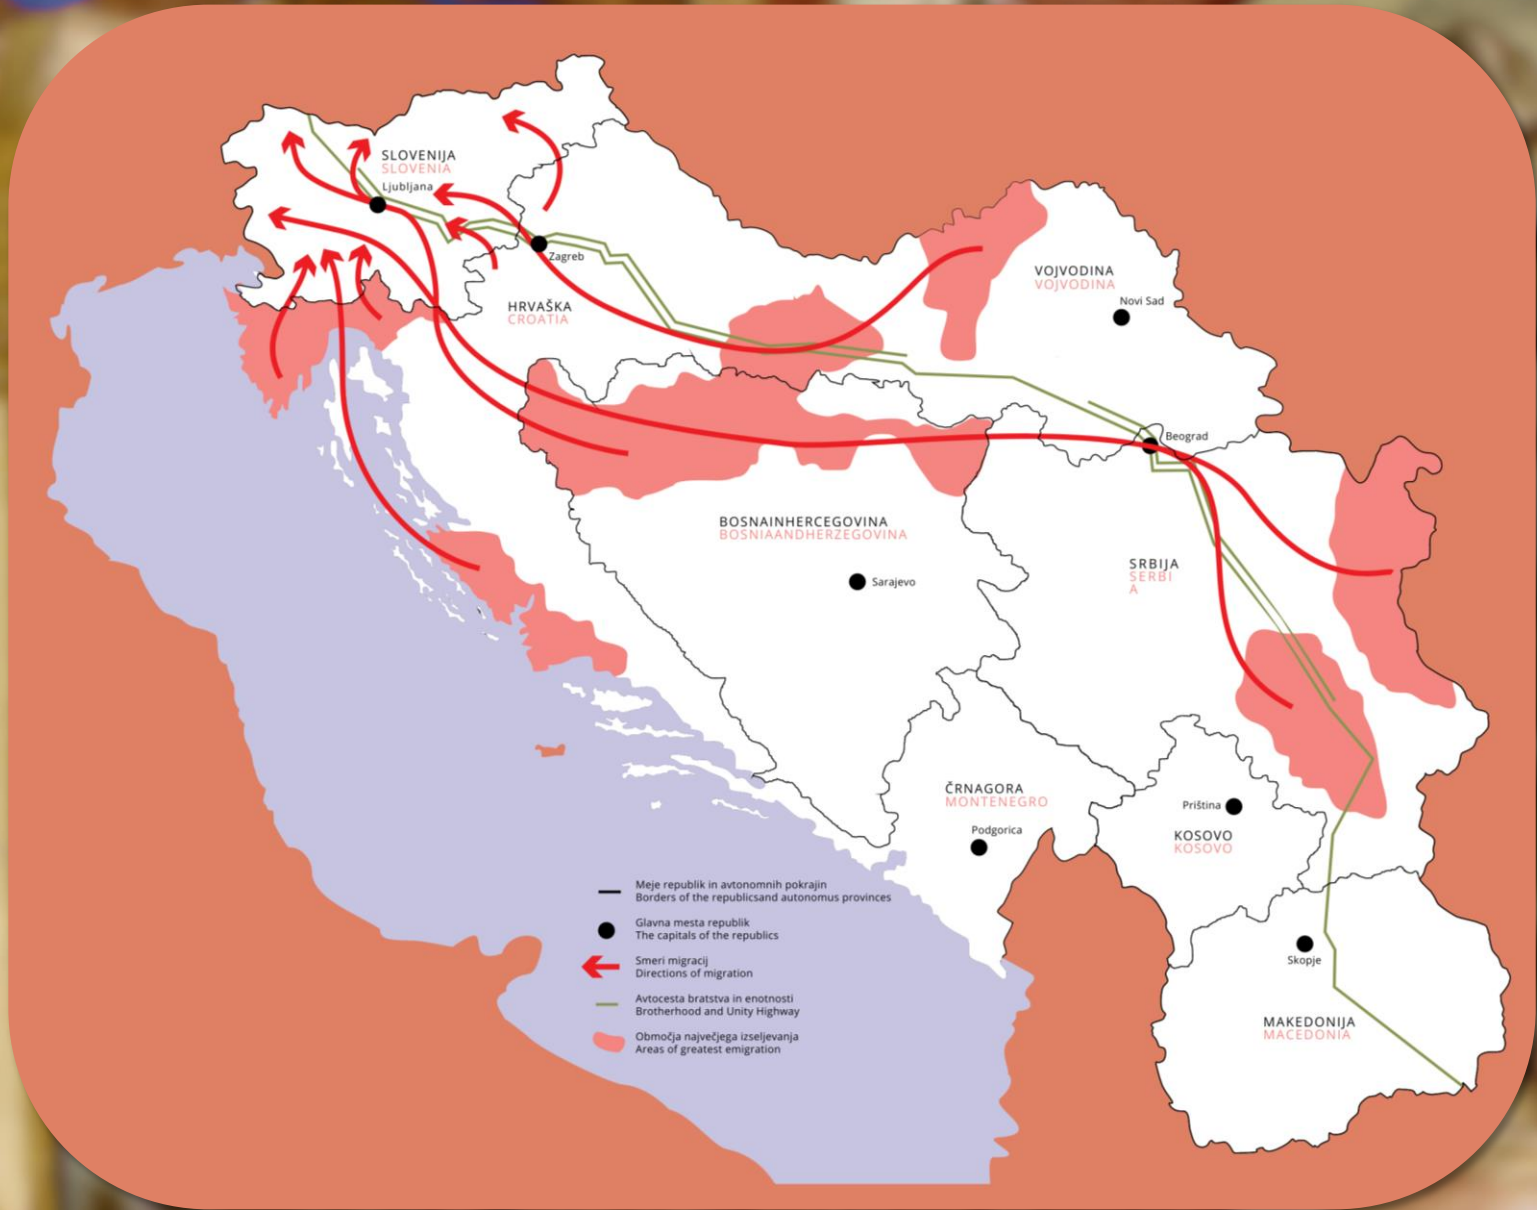 SLOVENIJA
SLOVENIA
Ljubljana
Zagreb
HRVAŠKA
CROATIA
VOJVODINA
VOJVODINA
Novi Sad
Beograd
BOSNAINHERCEGOVINA
BOSNIAANDHERZEGOVINA
Sarajevo
SRBIJA
SERBI
A
ČRNAGORA
MONTENEGRO
Podgorica
Priština
KOSOVO
KOSOVO
Skopje
MAKEDONIJA
MACEDONIA
Meje republik in avtonomnih pokrajin
Borders of the republicsand autonomus provinces
Glavna mesta republik
The capitals of the republics
Smeri migracij
Directions of migration
Avtocesta bratstva in enotnosti
Brotherhood and Unity Highway
Območja največjega izseljevanja
Areas of greatest emigration